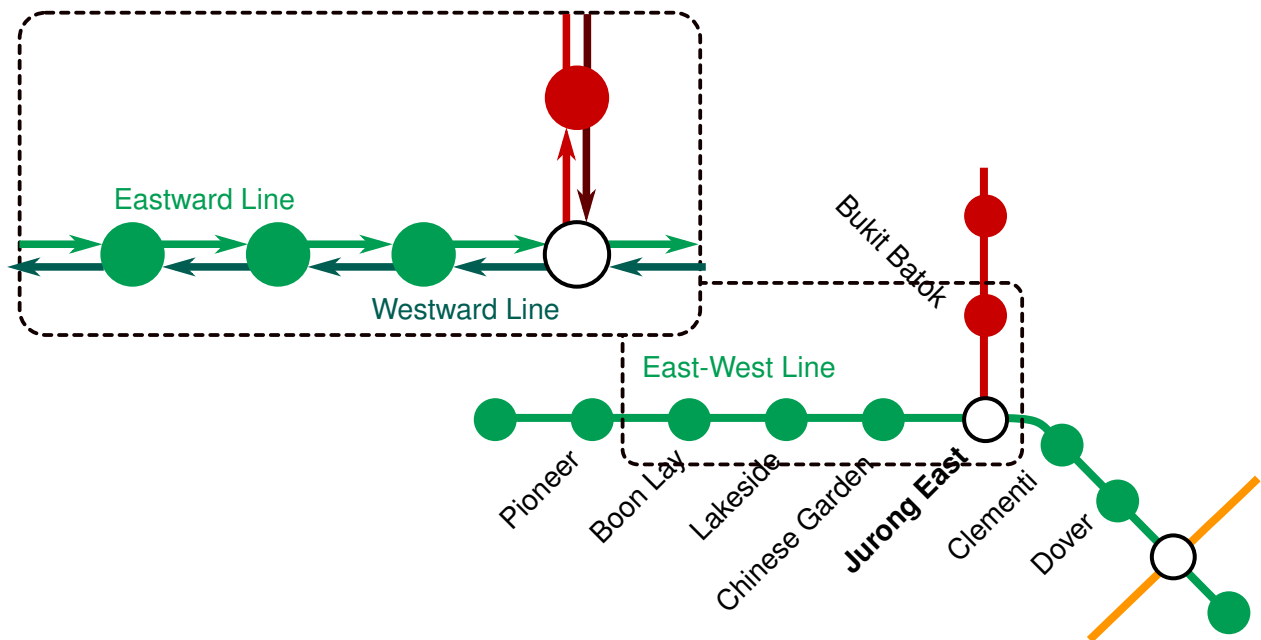 Eastward Line
Westward Line
Bukit Batok
East-West Line
Pioneer
Boon Lay
Lakeside
Chinese Garden
Jurong East
Clementi
Dover